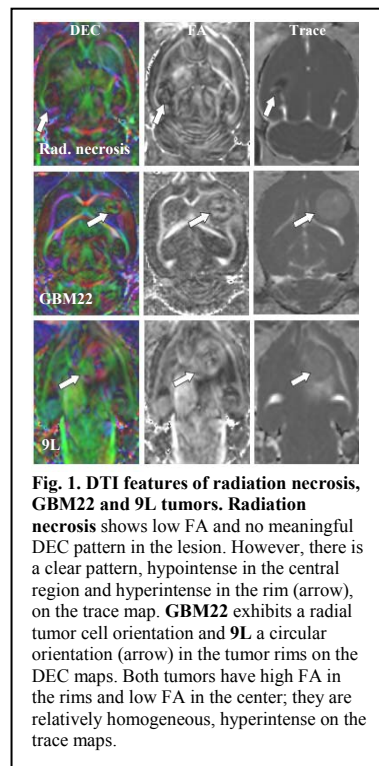 DEC FA Trace
Rad. necrosis
GBM22
9L
Fig. 1. DTI features of radiation necrosis,
GBM22 and 9L tumors. Radiation
necrosis shows low FA and no meaningful
DEC pattern in the lesion. However, there is
a clear pattern, hypointense in the central
region and hyperintense in the rim (arrow),
on the trace map. GBM22 exhibits a radial
tumor cell orientation and 9L a circular
orientation (arrow) in the tumor rims on the
DEC maps. Both tumors have high FA in
the rims and low FA in the center; they are
relatively homogeneous, hyperintense on the
trace maps.